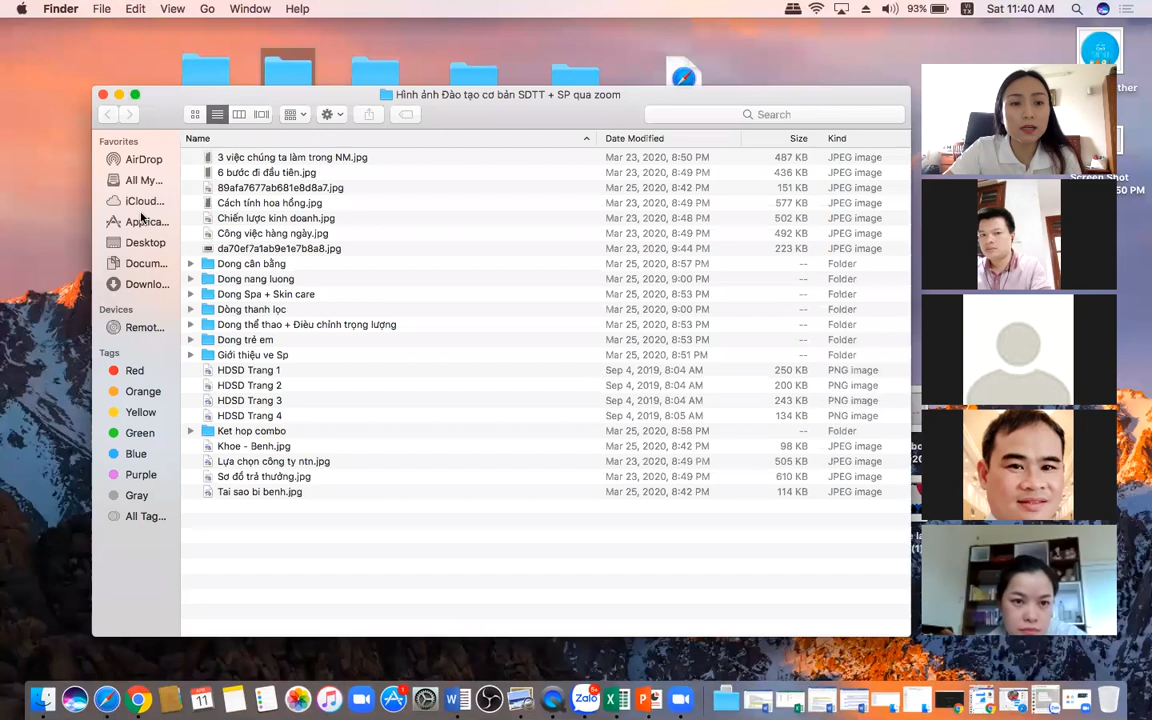 Finder File Edit View Go Window Help 93% VI TX Sat 11:40 AM
Hình ảnh Đào tạo cơ bản SDTT + SP qua zoom
Search
ther
Screen Shot
50 PM
Favorites
AirDrop
All My...
iCloud...
Applica...
Desktop
Docum...
Downlo...
Devices
Remot...
Tags
Red
Orange
Yellow
Green
Blue
Purple
Gray
All Tag...
Name Date Modified Size Kind
3 việc chúng ta làm trong NM.jpg Mar 23, 2020, 8:50 PM 487 KB JPEG image
6 bước đi đầu tiên.jpg Mar 23, 2020, 8:49 PM 436 KB JPEG image
89afa7677ab681e8d8a7.jpg Mar 25, 2020, 8:42 PM 151 KB JPEG image
Cách tính hoa hồng.jpg Mar 23, 2020, 8:49 PM 577 KB JPEG image
Chiến lược kinh doanh.jpg Mar 23, 2020, 8:48 PM 502 KB JPEG image
Công việc hàng ngày.jpg Mar 23, 2020, 8:49 PM 492 KB JPEG image
da70ef7a1ab9e1e7b8a8.jpg Mar 23, 2020, 9:44 PM 223 KB JPEG image
Dong cân bằng Mar 25, 2020, 8:57 PM -- Folder
Dong nang luong Mar 25, 2020, 9:00 PM -- Folder
Dong Spa + Skin care Mar 25, 2020, 8:53 PM -- Folder
Dòng thanh lọc Mar 25, 2020, 9:00 PM -- Folder
Dong thể thao + Điều chỉnh trọng lượng Mar 25, 2020, 8:53 PM -- Folder
Dong trẻ em Mar 25, 2020, 8:53 PM -- Folder
Giới thiệu ve Sp Mar 25, 2020, 8:51 PM -- Folder
HDSD Trang 1 Sep 4, 2019, 8:04 AM 250 KB PNG image
HDSD Trang 2 Sep 4, 2019, 8:04 AM 200 KB PNG image
HDSD Trang 3 Sep 4, 2019, 8:04 AM 243 KB PNG image
HDSD Trang 4 Sep 4, 2019, 8:05 AM 134 KB PNG image
Ket hop combo Mar 25, 2020, 8:58 PM -- Folder
Khoe - Benh.jpg Mar 25, 2020, 8:42 PM 98 KB JPEG image
Lựa chọn công ty ntn.jpg Mar 23, 2020, 8:49 PM 505 KB JPEG image
Sơ đồ trả thưởng.jpg Mar 23, 2020, 8:49 PM 610 KB JPEG image
Tai sao bi benh.jpg Mar 25, 2020, 8:42 PM 114 KB JPEG image
11
Zalo
5+